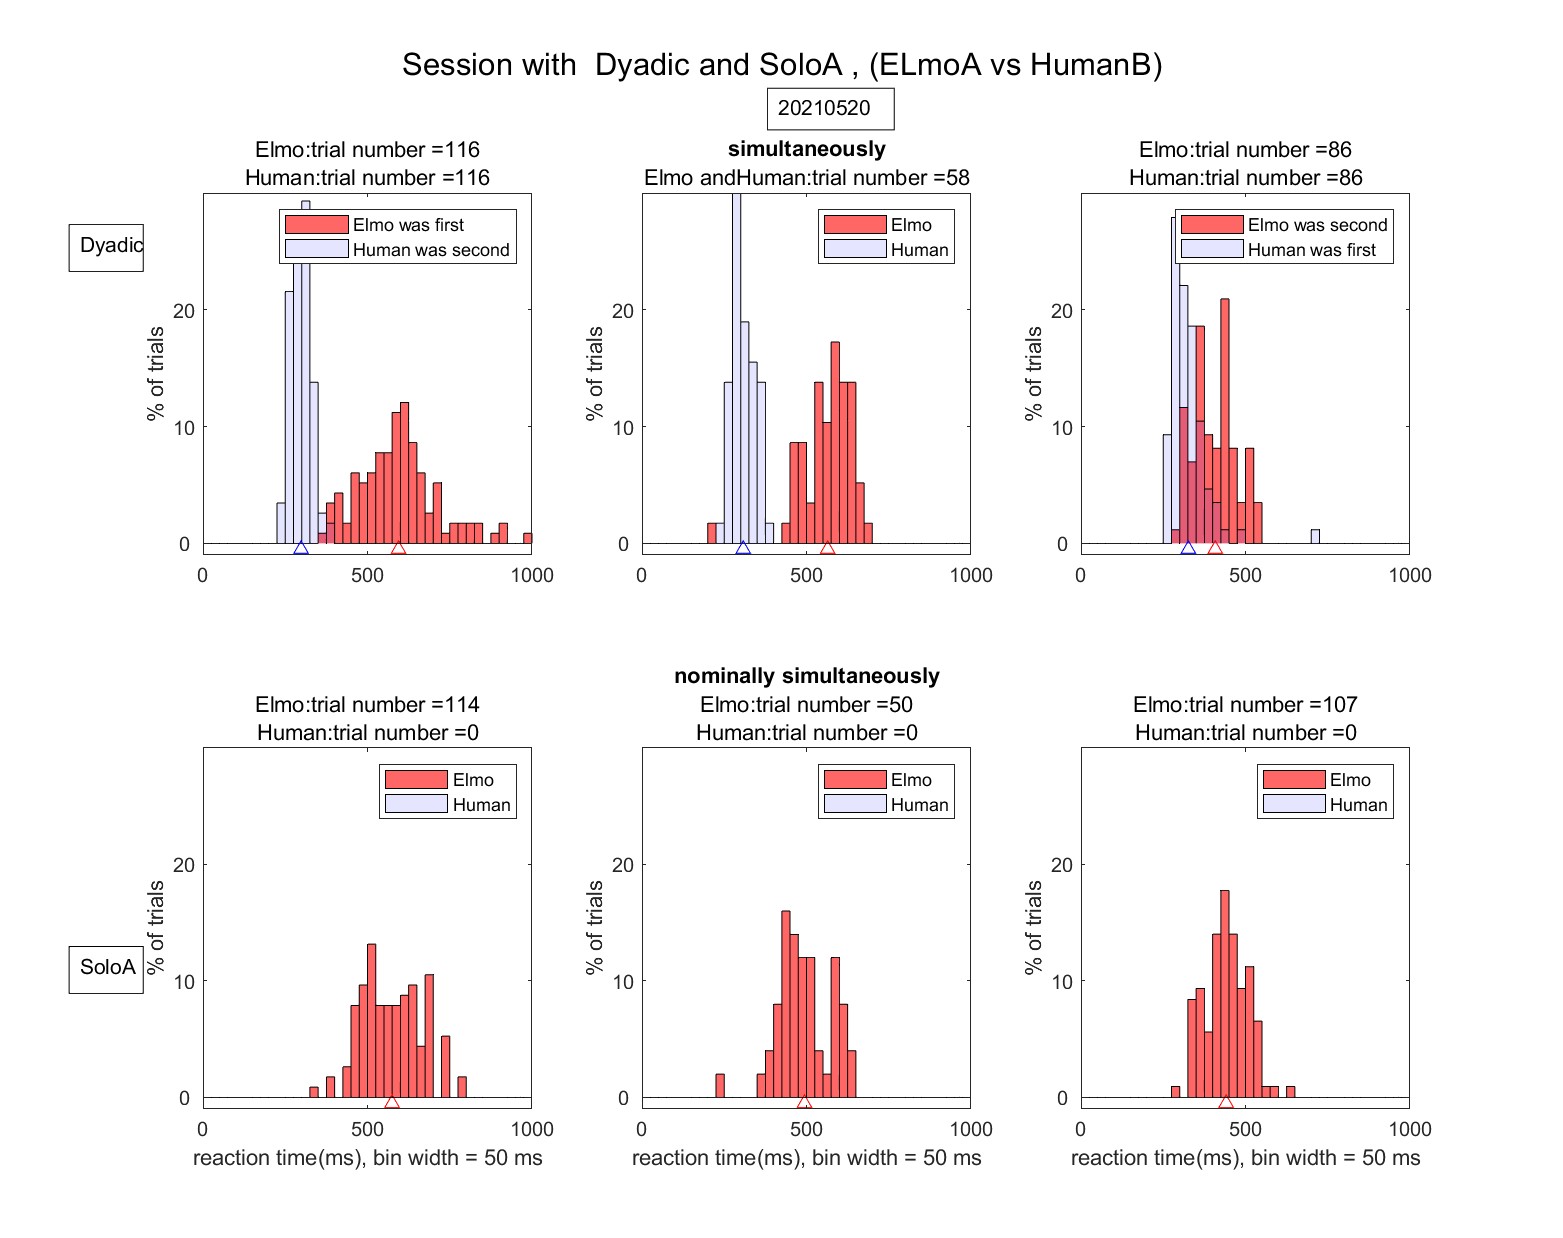 Session with  Dyadic and SoloA , (ELmoA vs HumanB)
20210520
Dyadic
Elmo:trial number =116
Human:trial number =116
Elmo was first
Human was second
% of trials
20
10
0
0
500
1000
simultaneously
Elmo andHuman:trial number =58
Elmo
Human
% of trials
20
10
0
0
500
1000
Elmo:trial number =86
Human:trial number =86
Elmo was second
Human was first
% of trials
20
10
0
0
500
1000
SoloA
Elmo:trial number =114
Human:trial number =0
Elmo
Human
% of trials
20
10
0
0
500
1000
reaction time(ms), bin width = 50 ms
nominally simultaneously
Elmo:trial number =50
Human:trial number =0
Elmo
Human
% of trials
20
10
0
0
500
1000
reaction time(ms), bin width = 50 ms
Elmo:trial number =107
Human:trial number =0
Elmo
Human
% of trials
20
10
0
0
500
1000
reaction time(ms), bin width = 50 ms